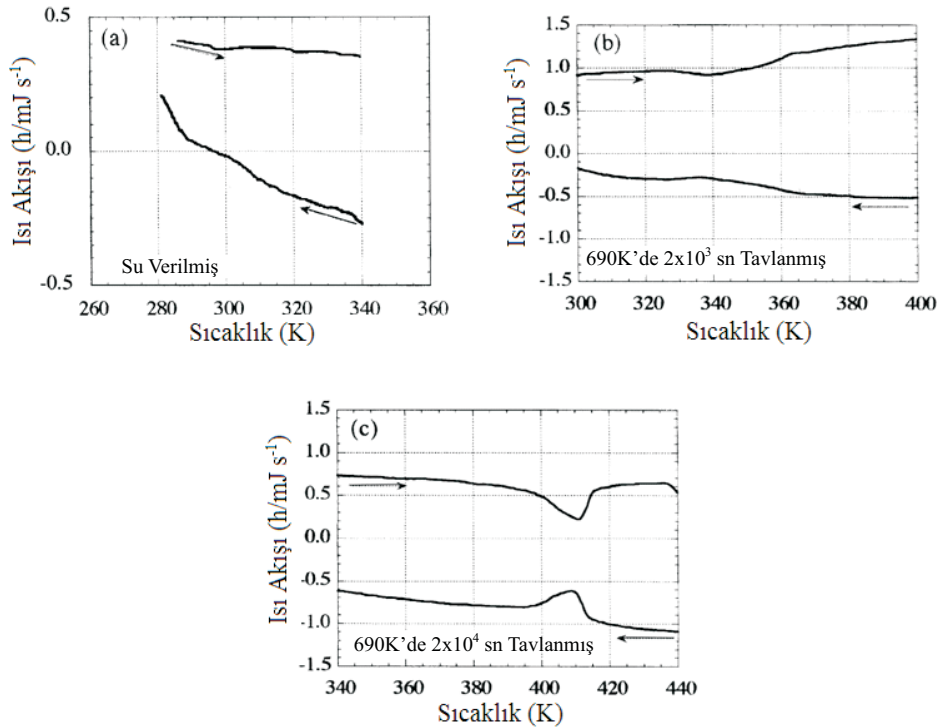 (a)
Isı Akışı (h/mJ s⁻¹)
0.5
0.0
-0.5
Su Verilmiş
260 280 300 320 340 360
Sıcaklık (K)
(b)
Isı Akışı (h/mJ s⁻¹)
1.5
1.0
0.5
0.0
-0.5
-1.0
-1.5
690K’de 2x10³ sn Tavlanmış
300 320 340 360 380 400
Sıcaklık (K)
(c)
Isı Akışı (h/mJ s⁻¹)
1.5
1.0
0.5
0.0
-0.5
-1.0
-1.5
690K’de 2x10⁴ sn Tavlanmış
340 360 380 400 420 440
Sıcaklık (K)